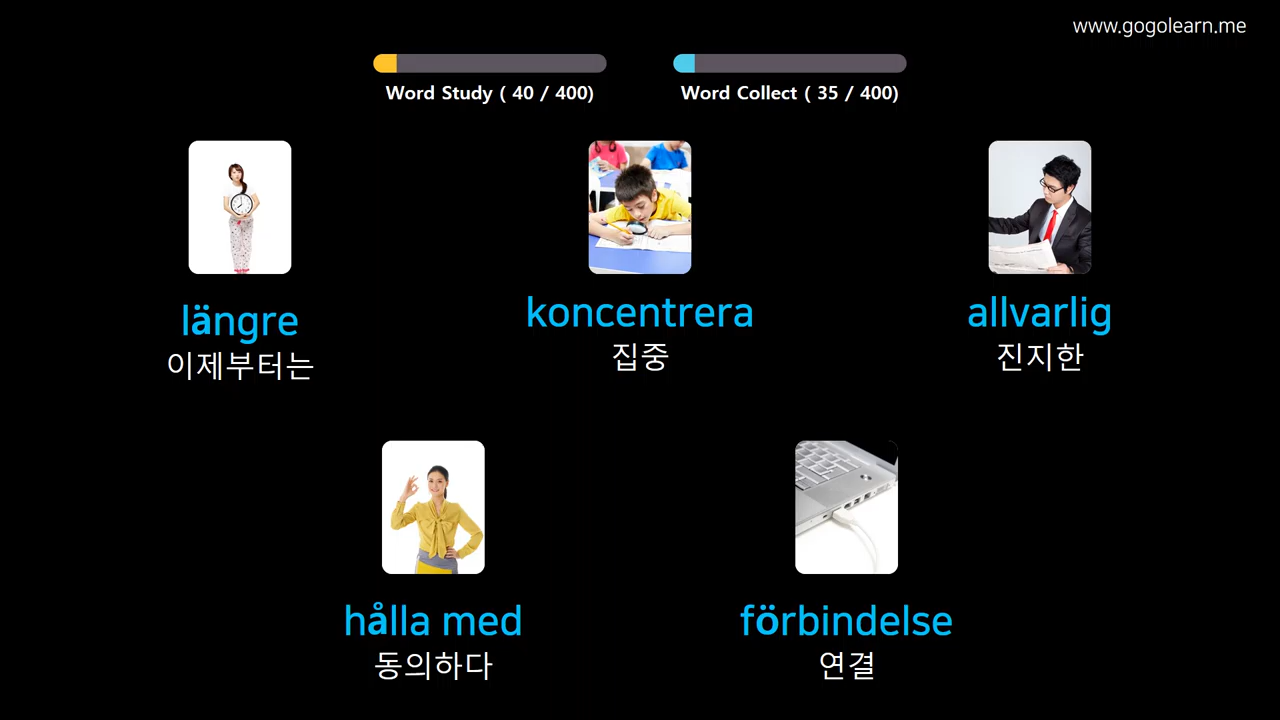 www.gogolearn.me
Word Study ( 40 / 400)
Word Collect ( 35 / 400)
längre
이제부터는
koncentrera
집중
allvarlig
진지한
hålla med
동의하다
förbindelse
연결